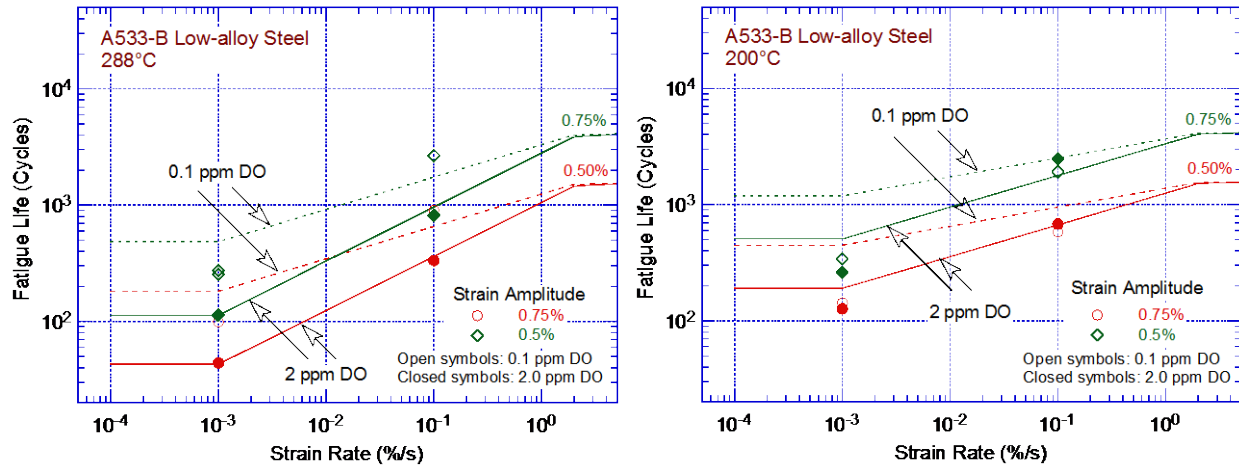 A533-B Low-alloy Steel
288°C
10^4
10^3
10^2
Fatigue Life (Cycles)
0.75%
0.50%
0.1 ppm DO
2 ppm DO
Strain Amplitude
0.75%
0.5%
Open symbols: 0.1 ppm DO
Closed symbols: 2.0 ppm DO
10^-4 10^-3 10^-2 10^-1 10^0
Strain Rate (%/s)
A533-B Low-alloy Steel
200°C
10^4
10^3
10^2
Fatigue Life (Cycles)
0.1 ppm DO
0.75%
0.50%
2 ppm DO
Strain Amplitude
0.75%
0.5%
Open symbols: 0.1 ppm DO
Closed symbols: 2.0 ppm DO
10^-4 10^-3 10^-2 10^-1 10^0
Strain Rate (%/s)